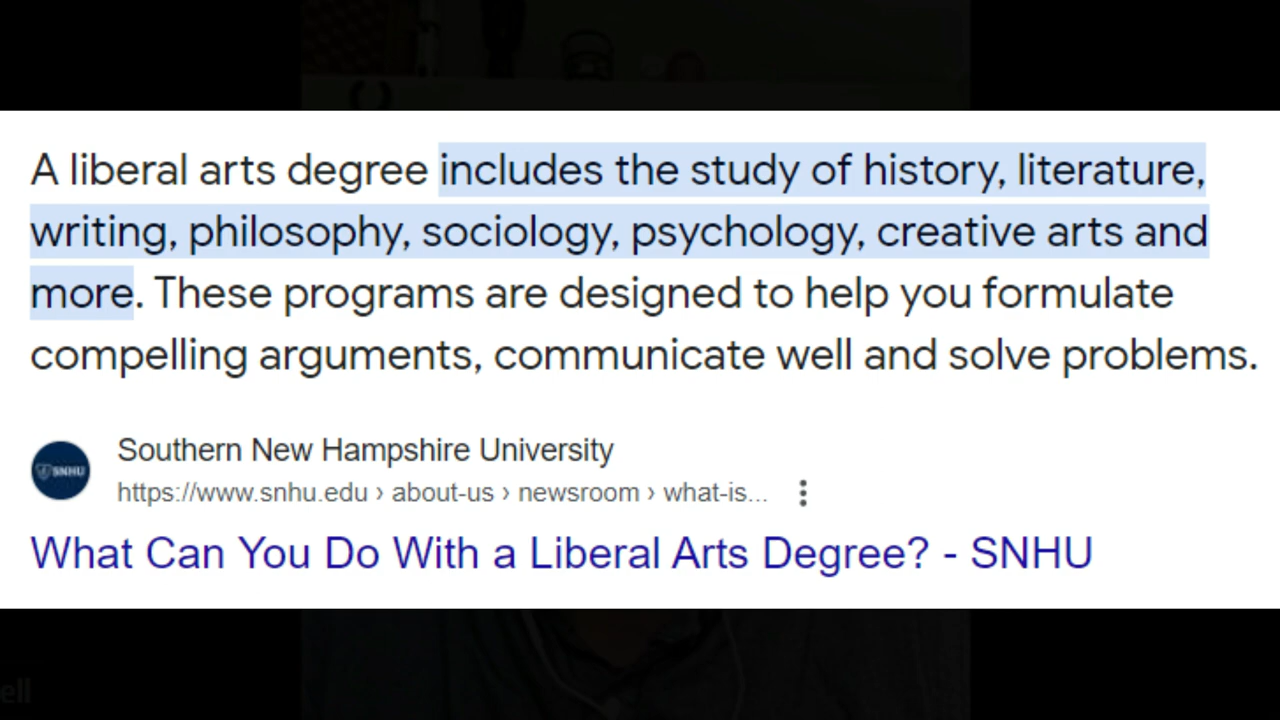 A liberal arts degree includes the study of history, literature,
writing, philosophy, sociology, psychology, creative arts and
more. These programs are designed to help you formulate
compelling arguments, communicate well and solve problems.
SNHU
Southern New Hampshire University
https://www.snhu.edu › about-us › newsroom › what-is...
What Can You Do With a Liberal Arts Degree? - SNHU
ell